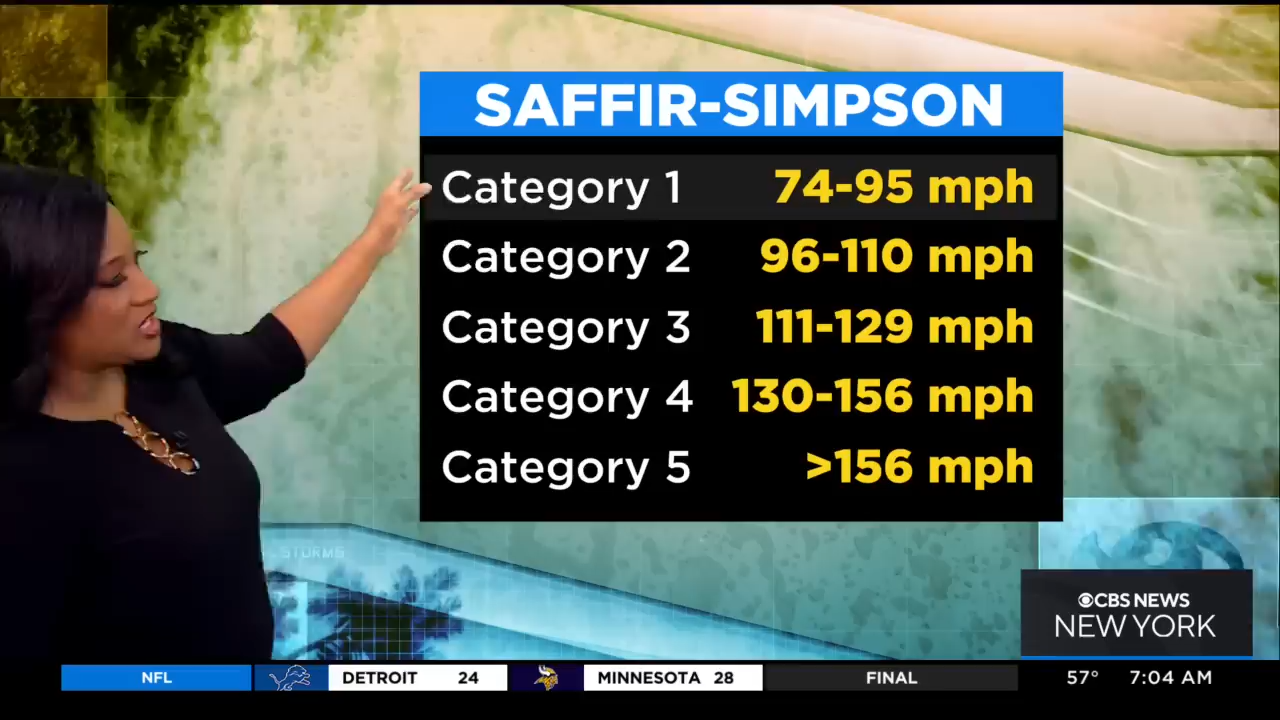 SAFFIR-SIMPSON
Category 1 74-95 mph
Category 2 96-110 mph
Category 3 111-129 mph
Category 4 130-156 mph
Category 5 >156 mph
STORMS
CBS NEWS
NEW YORK
NFL DETROIT 24 MINNESOTA 28 FINAL 57° 7:04 AM